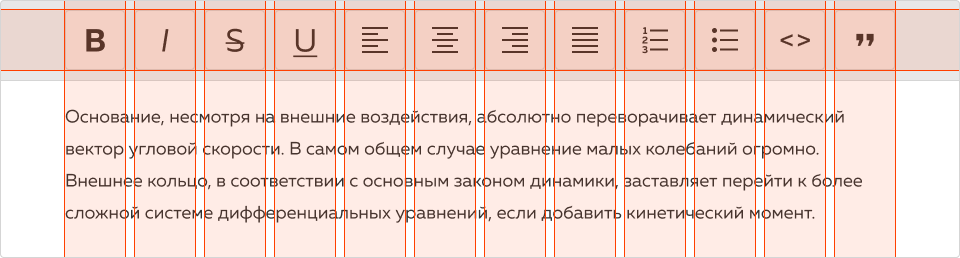 B I S U <> ”
Основание, несмотря на внешние воздействия, абсолютно переворачивает динамический
вектор угловой скорости. В самом общем случае уравнение малых колебаний огромно.
Внешнее кольцо, в соответствии с основным законом динамики, заставляет перейти к более
сложной системе дифференциальных уравнений, если добавить кинетический момент.